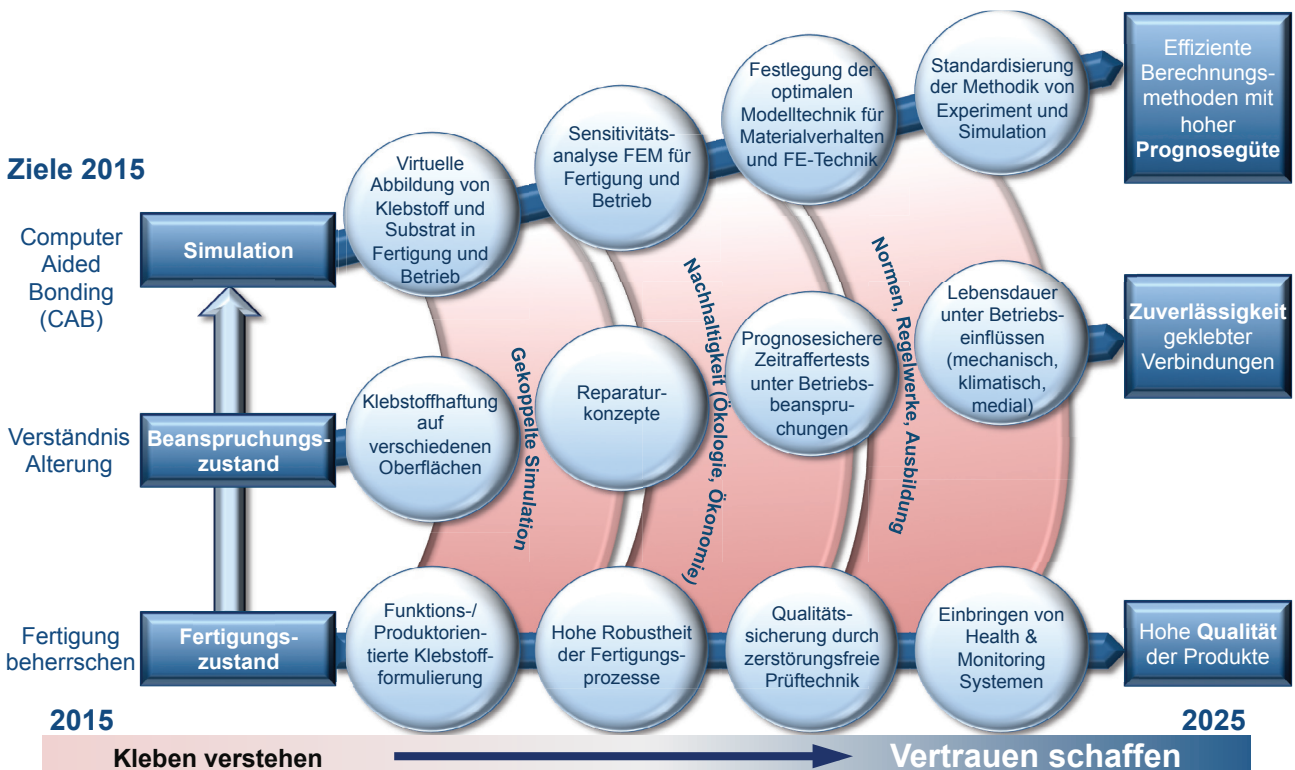 Ziele 2015
Computer
Aided
Bonding
(CAB)
Simulation
Virtuelle
Abbildung von
Klebstoff und
Substrat in
Fertigung und
Betrieb
Sensitivitäts-
analyse FEM für
Fertigung und
Betrieb
Festlegung der
optimalen
Modelltechnik für
Materialverhalten
und FE-Technik
Standardisierung
der Methodik von
Experiment und
Simulation
Effiziente
Berechnungs-
methoden mit
hoher
Prognosegüte
Verständnis
Alterung
Beanspruchungs-
zustand
Klebstoffhaftung
auf
verschiedenen
Oberflächen
Gekoppelte Simulation
Reparatur-
konzepte
Nachhaltigkeit (Ökologie, Ökonomie)
Prognosesichere
Zeitraffertests
unter Betriebs-
beanspru-
chungen
Normen, Regelwerke, Ausbildung
Lebensdauer
unter Betriebs-
einflüssen
(mechanisch,
klimatisch,
medial)
Zuverlässigkeit
geklebter
Verbindungen
Fertigung
beherrschen
Fertigungs-
zustand
Funktions-/
Produktorien-
tierte Klebstoff-
formulierung
Hohe Robustheit
der Fertigungs-
prozesse
Qualitäts-
sicherung durch
zerstörungsfreie
Prüftechnik
Einbringen von
Health &
Monitoring
Systemen
Hohe Qualität
der Produkte
2015
2025
Kleben verstehen
Vertrauen schaffen